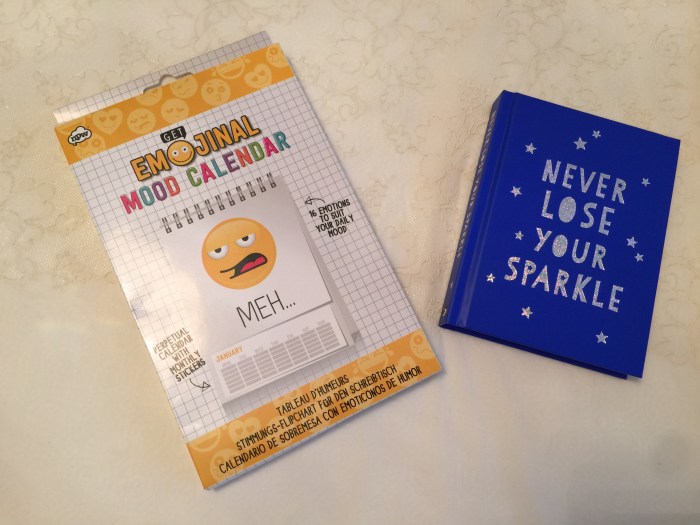 npw
GET
EMOJINAL
MOOD CALENDAR
16 EMOTIONS
TO SUIT
YOUR DAILY
MOOD
MEH...
PERPETUAL
CALENDAR
WITH
MONTHLY
STICKERS
JANUARY
TABLEAU D'HUMEURS
STIMMUNGS-FLIPCHART FÜR DEN SCHREIBTISCH
CALENDARIO DE SOBREMESA CON EMOTICONOS DE HUMOR
NEVER
LOSE
YOUR
SPARKLE